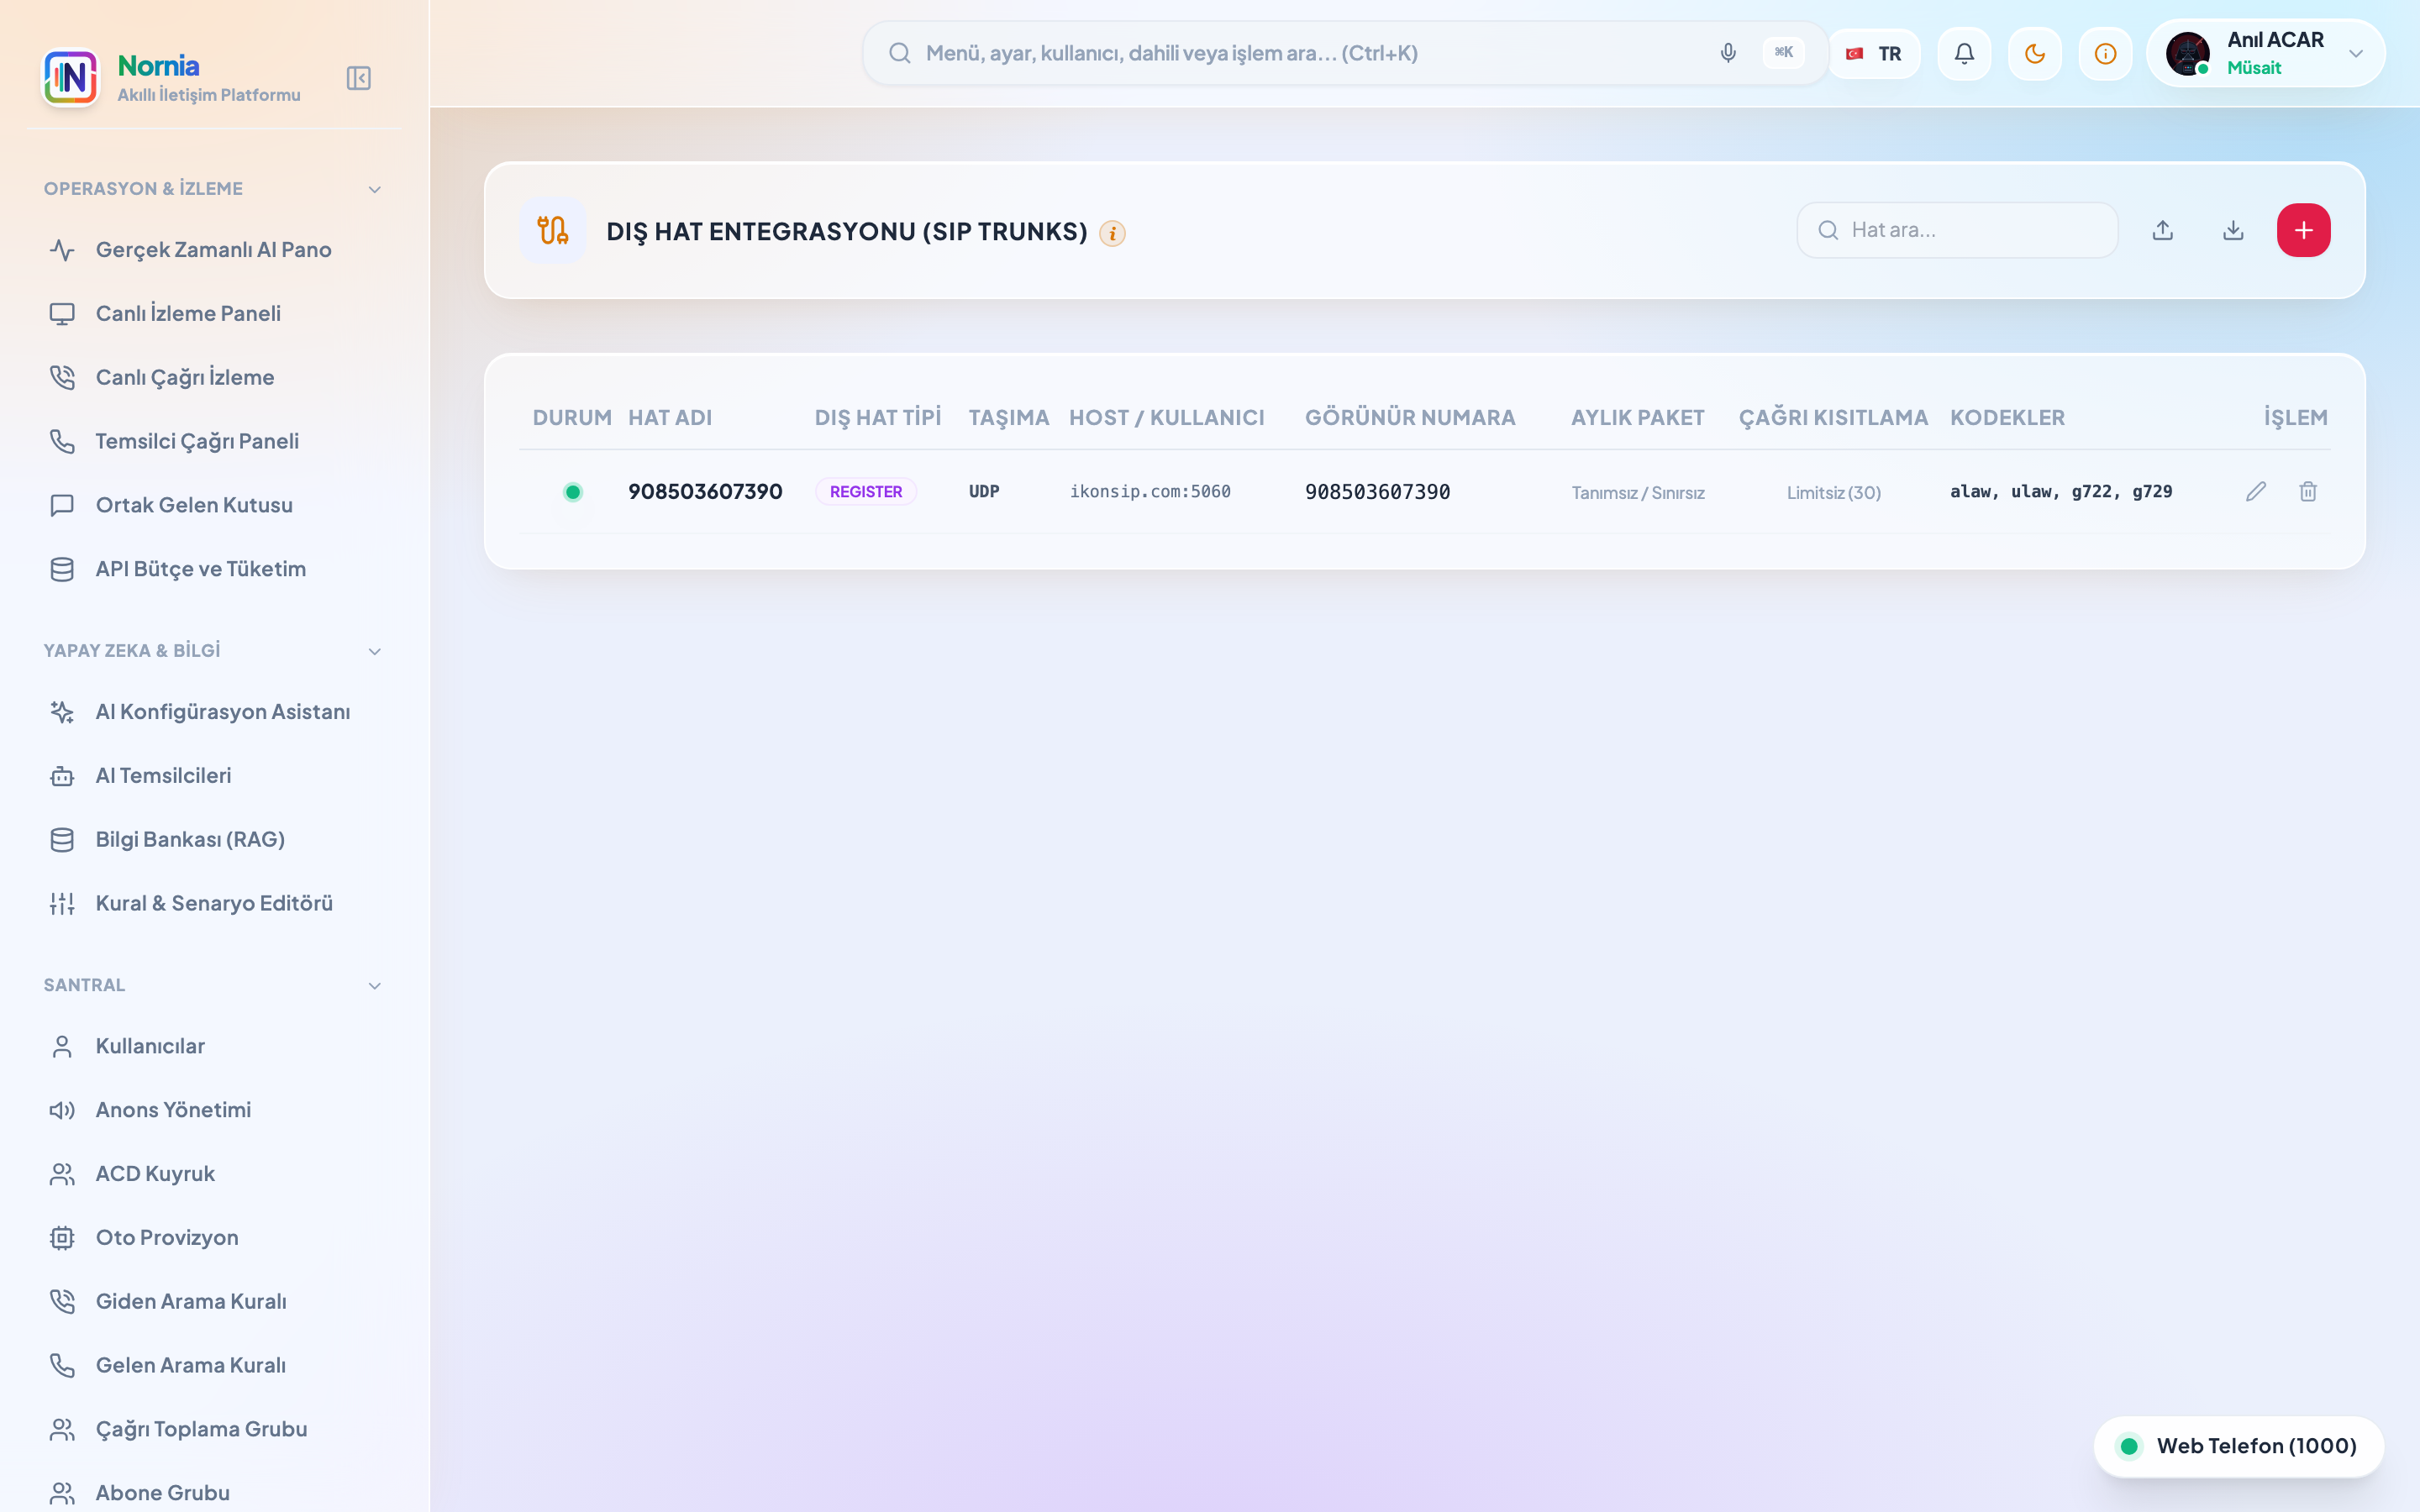 Nornia
Akıllı İletişim Platformu
Menü, ayar, kullanıcı, dahili veya işlem ara... (Ctrl+K)
⌘K
TR
Anıl ACAR
Müsait
OPERASYON & İZLEME
Gerçek Zamanlı AI Pano
Canlı İzleme Paneli
Canlı Çağrı İzleme
Temsilci Çağrı Paneli
Ortak Gelen Kutusu
API Bütçe ve Tüketim
YAPAY ZEKA & BİLGİ
AI Konfigürasyon Asistanı
AI Temsilcileri
Bilgi Bankası (RAG)
Kural & Senaryo Editörü
SANTRAL
Kullanıcılar
Anons Yönetimi
ACD Kuyruk
Oto Provizyon
Giden Arama Kuralı
Gelen Arama Kuralı
Çağrı Toplama Grubu
Abone Grubu
DIŞ HAT ENTEGRASYONU (SIP TRUNKS) i
Hat ara...
DURUM HAT ADI DIŞ HAT TİPİ TAŞIMA HOST / KULLANICI GÖRÜNÜR NUMARA AYLIK PAKET ÇAĞRI KISITLAMA KODEKLER İŞLEM
908503607390 REGISTER UDP ikonsip.com:5060 908503607390 Tanımsız / Sınırsız Limitsiz (30) alaw, ulaw, g722, g729
Web Telefon (1000)